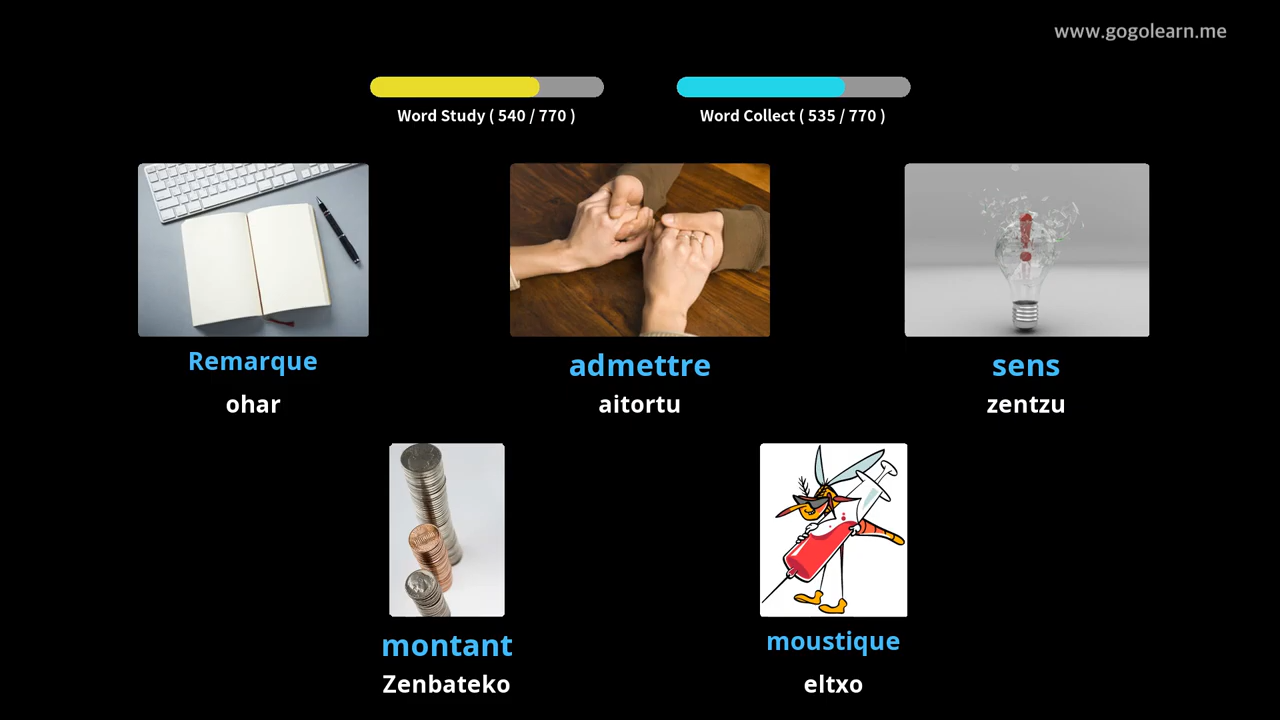 www.gogolearn.me
Word Study ( 540 / 770 )
Word Collect ( 535 / 770 )
Remarque
admettre
sens
ohar
aitortu
zentzu
montant
moustique
Zenbateko
eltxo